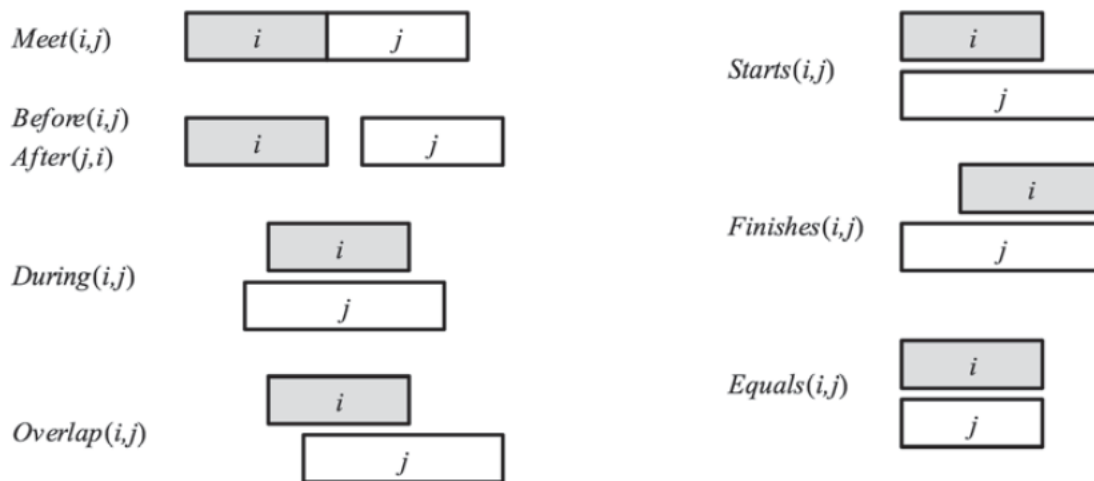 Meet(i,j)
i
j
Before(i,j)
After(j,i)
i
j
During(i,j)
i
j
Overlap(i,j)
i
j
Starts(i,j)
i
j
Finishes(i,j)
i
j
Equals(i,j)
i
j